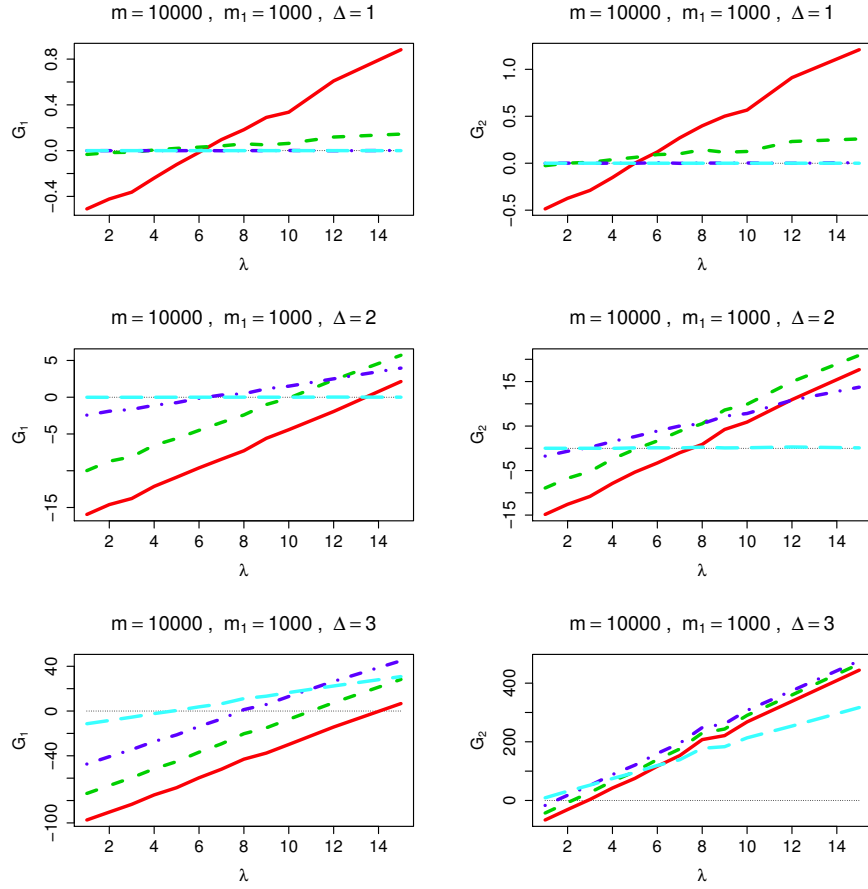 m = 10000 , m₁ = 1000 , Δ = 1
G₁
−0.4 0.0 0.4 0.8
2 4 6 8 10 12 14
λ
m = 10000 , m₁ = 1000 , Δ = 1
G₂
−0.5 0.0 0.5 1.0
2 4 6 8 10 12 14
λ
m = 10000 , m₁ = 1000 , Δ = 2
G₁
−15 −5 0 5
2 4 6 8 10 12 14
λ
m = 10000 , m₁ = 1000 , Δ = 2
G₂
−15 −5 5 15
2 4 6 8 10 12 14
λ
m = 10000 , m₁ = 1000 , Δ = 3
G₁
−100 −40 0 40
2 4 6 8 10 12 14
λ
m = 10000 , m₁ = 1000 , Δ = 3
G₂
0 200 400
2 4 6 8 10 12 14
λ